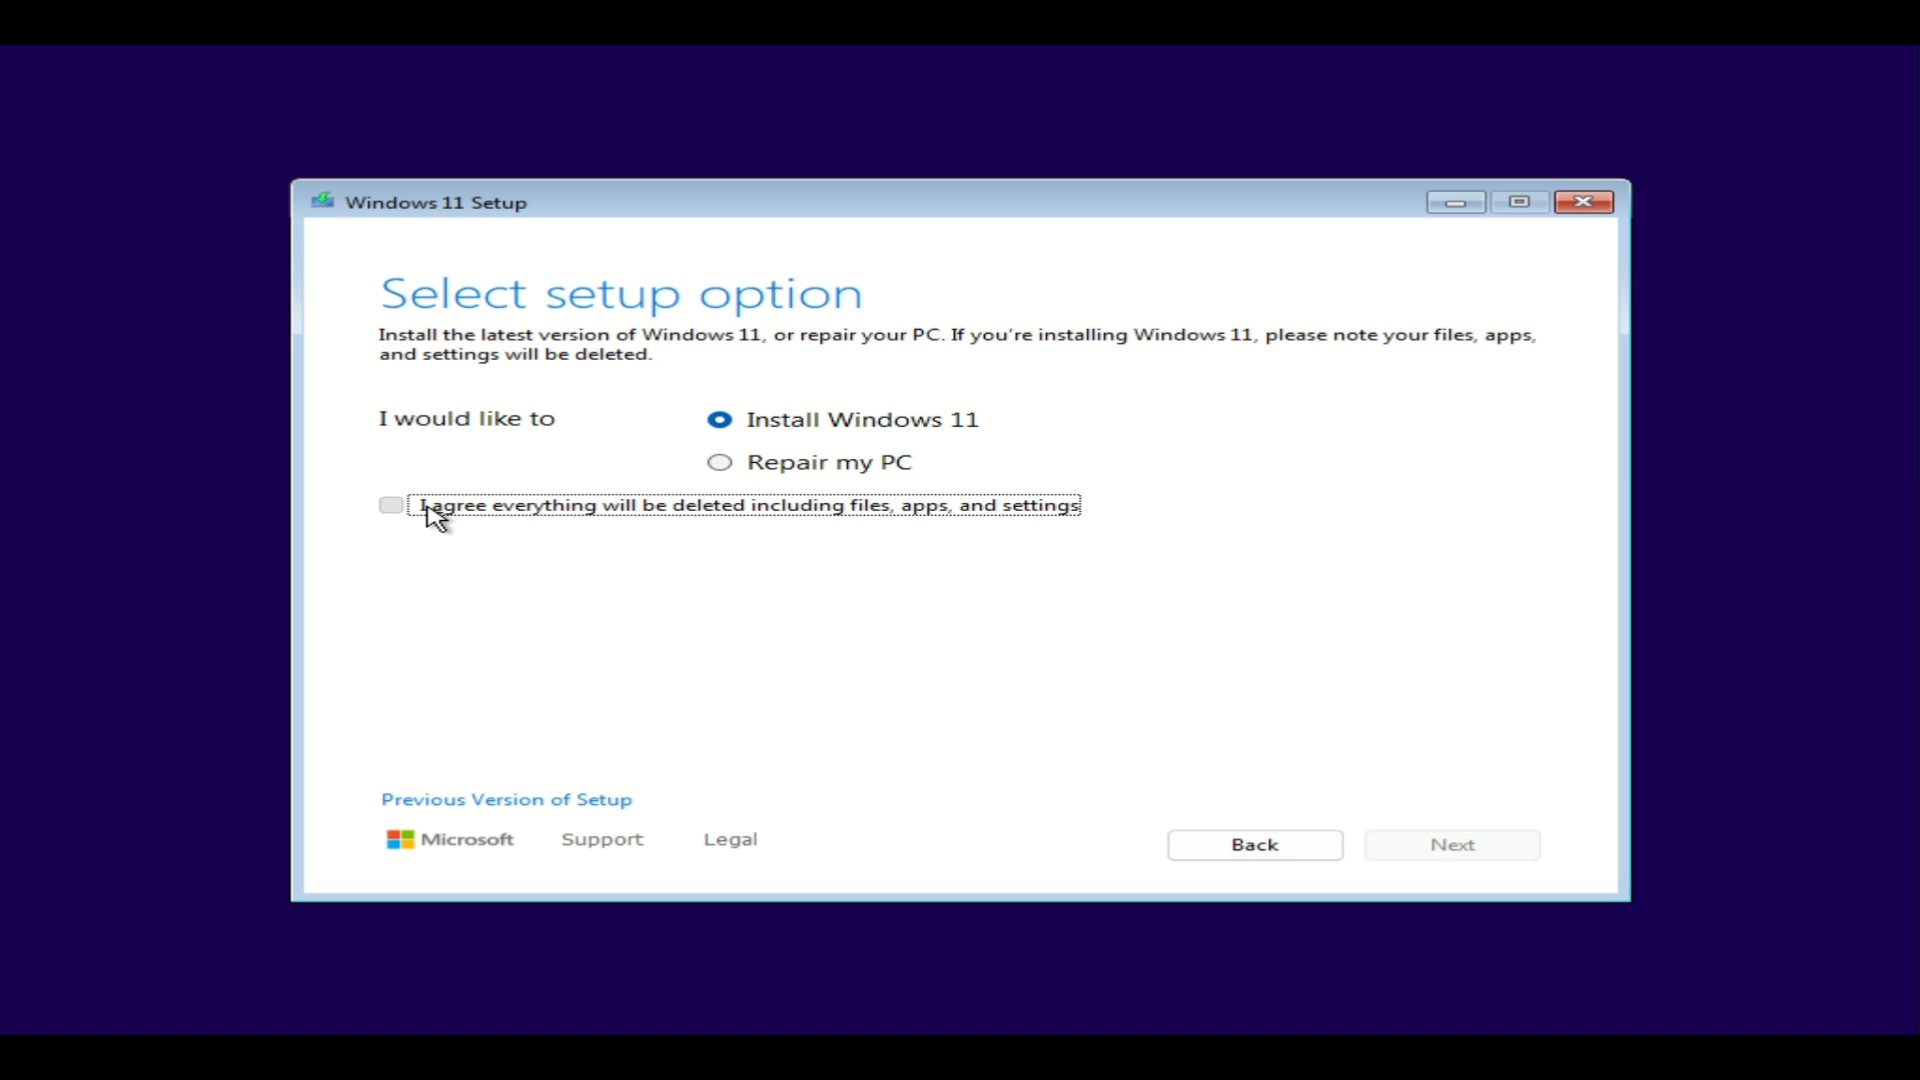 Windows 11 Setup
Select setup option
Install the latest version of Windows 11, or repair your PC. If you're installing Windows 11, please note your files, apps,
and settings will be deleted.
I would like to
Install Windows 11
Repair my PC
I agree everything will be deleted including files, apps, and settings
Previous Version of Setup
Microsoft Support Legal
Back Next